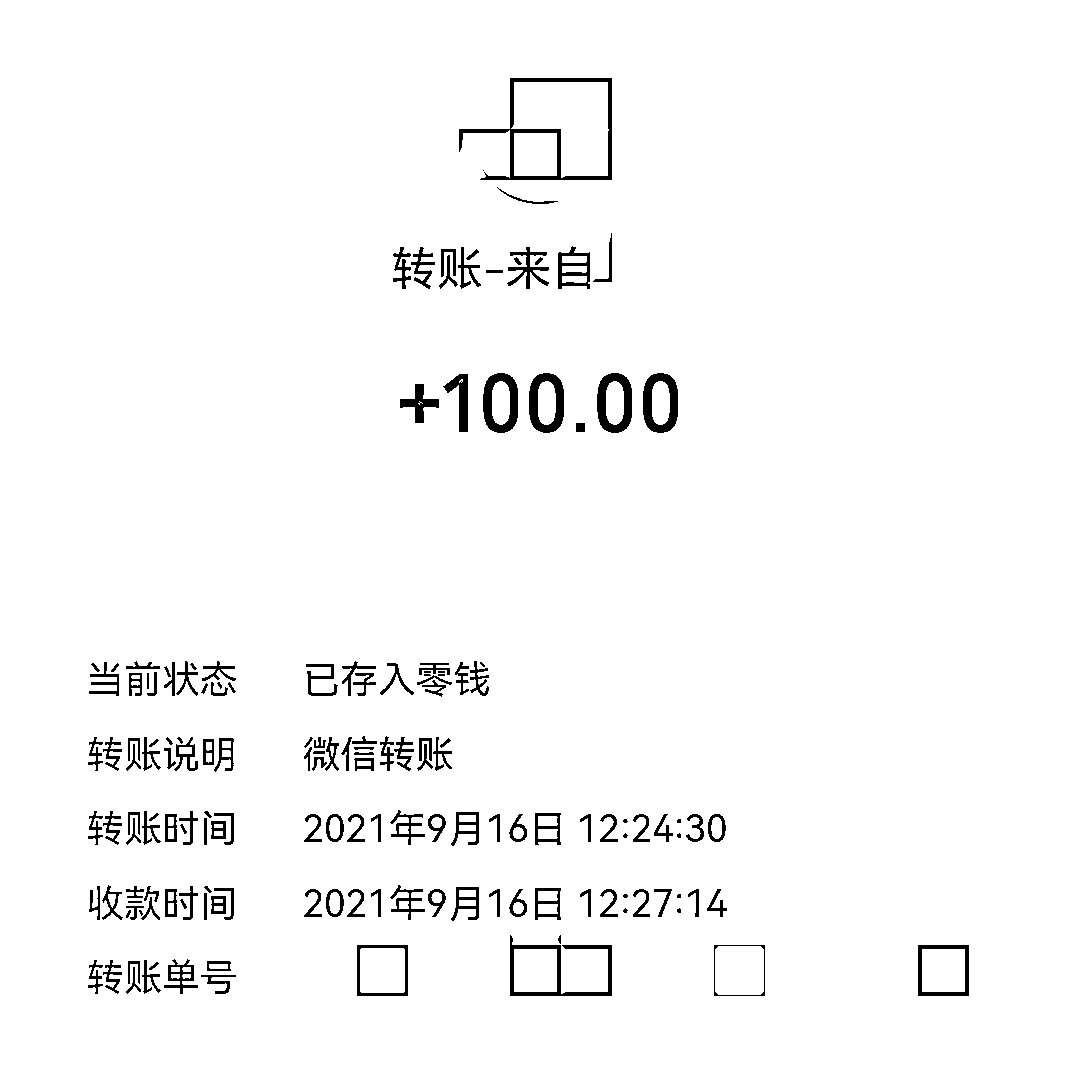 转账-来自
+100.00
当前状态 已存入零钱
转账说明 微信转账
转账时间 2021年9月16日 12:24:30
收款时间 2021年9月16日 12:27:14
转账单号